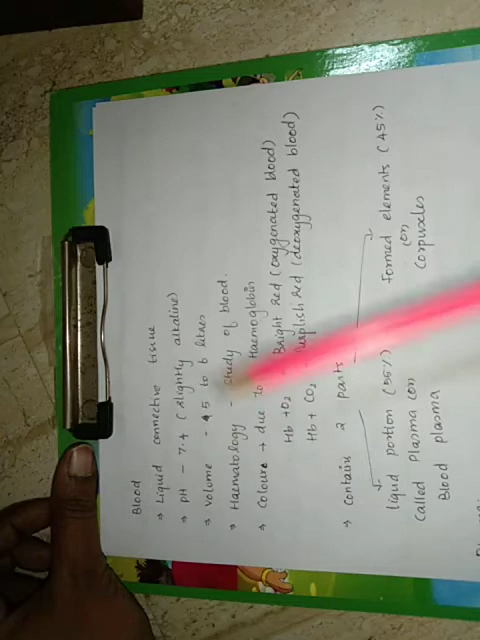 Blood
→ Liquid connective tissue
→ pH - 7.4 (slightly alkaline)
→ volume - 4.5 to 6 litres
→ Haematology - study of blood.
→ Colour → due to Haemoglobin
Hb + O2 Bright Red (oxygenated blood)
Hb + CO2 Red (deoxygenated blood)
→ Contains 2 parts
liquid portion (55%) formed elements (45%)
called Plasma (or) (or)
Blood plasma Corpuscles